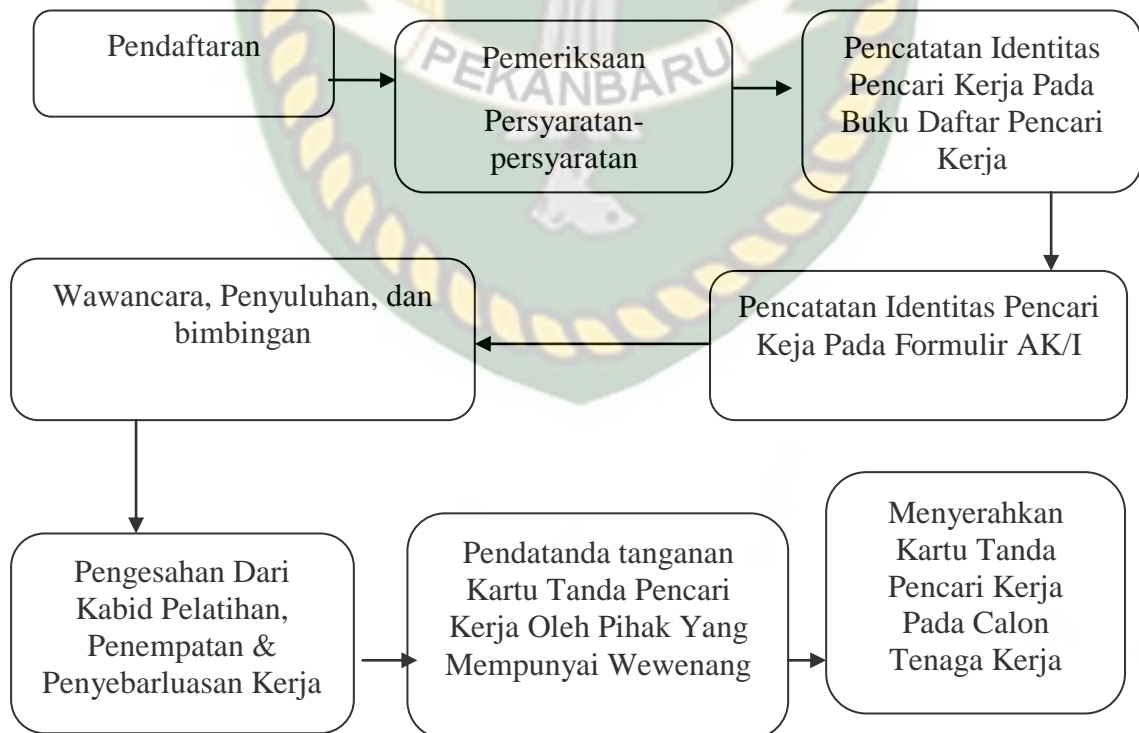 Pendaftaran
Pemeriksaan
Persyaratan-
persyaratan
Pencatatan Identitas
Pencari Kerja Pada
Buku Daftar Pencari
Kerja
PEKANBARU
Wawancara, Penyuluhan, dan
bimbingan
Pencatatan Identitas Pencari
Keja Pada Formulir AK/I
Pengesahan Dari
Kabid Pelatihan,
Penempatan &
Penyebarluasan Kerja
Pendatanda tanganan
Kartu Tanda Pencari
Kerja Oleh Pihak Yang
Mempunyai Wewenang
Menyerahkan
Kartu Tanda
Pencari Kerja
Pada Calon
Tenaga Kerja